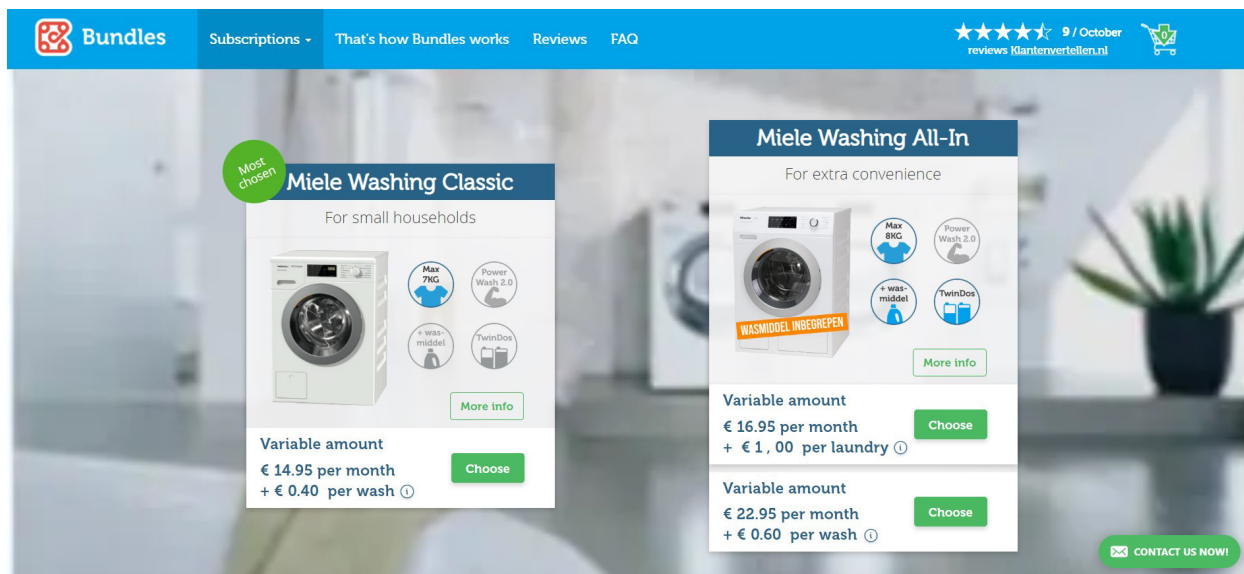 Bundles
Subscriptions
That's how Bundles works
Reviews
FAQ
9 / October
reviews Klantenvertellen.nl
0
Most
chosen
Miele Washing Classic
For small households
Max
7KG
Power
Wash 2.0
+ was-
middel
TwinDos
More info
Variable amount
€ 14.95 per month
+ € 0.40 per wash
Choose
Miele Washing All-In
For extra convenience
Max
8KG
Power
Wash 2.0
+ was-
middel
TwinDos
WASMIDDEL INBEGREPEN
More info
Variable amount
€ 16.95 per month
+ € 1 , 00 per laundry
Choose
Variable amount
€ 22.95 per month
+ € 0.60 per wash
Choose
CONTACT US NOW!